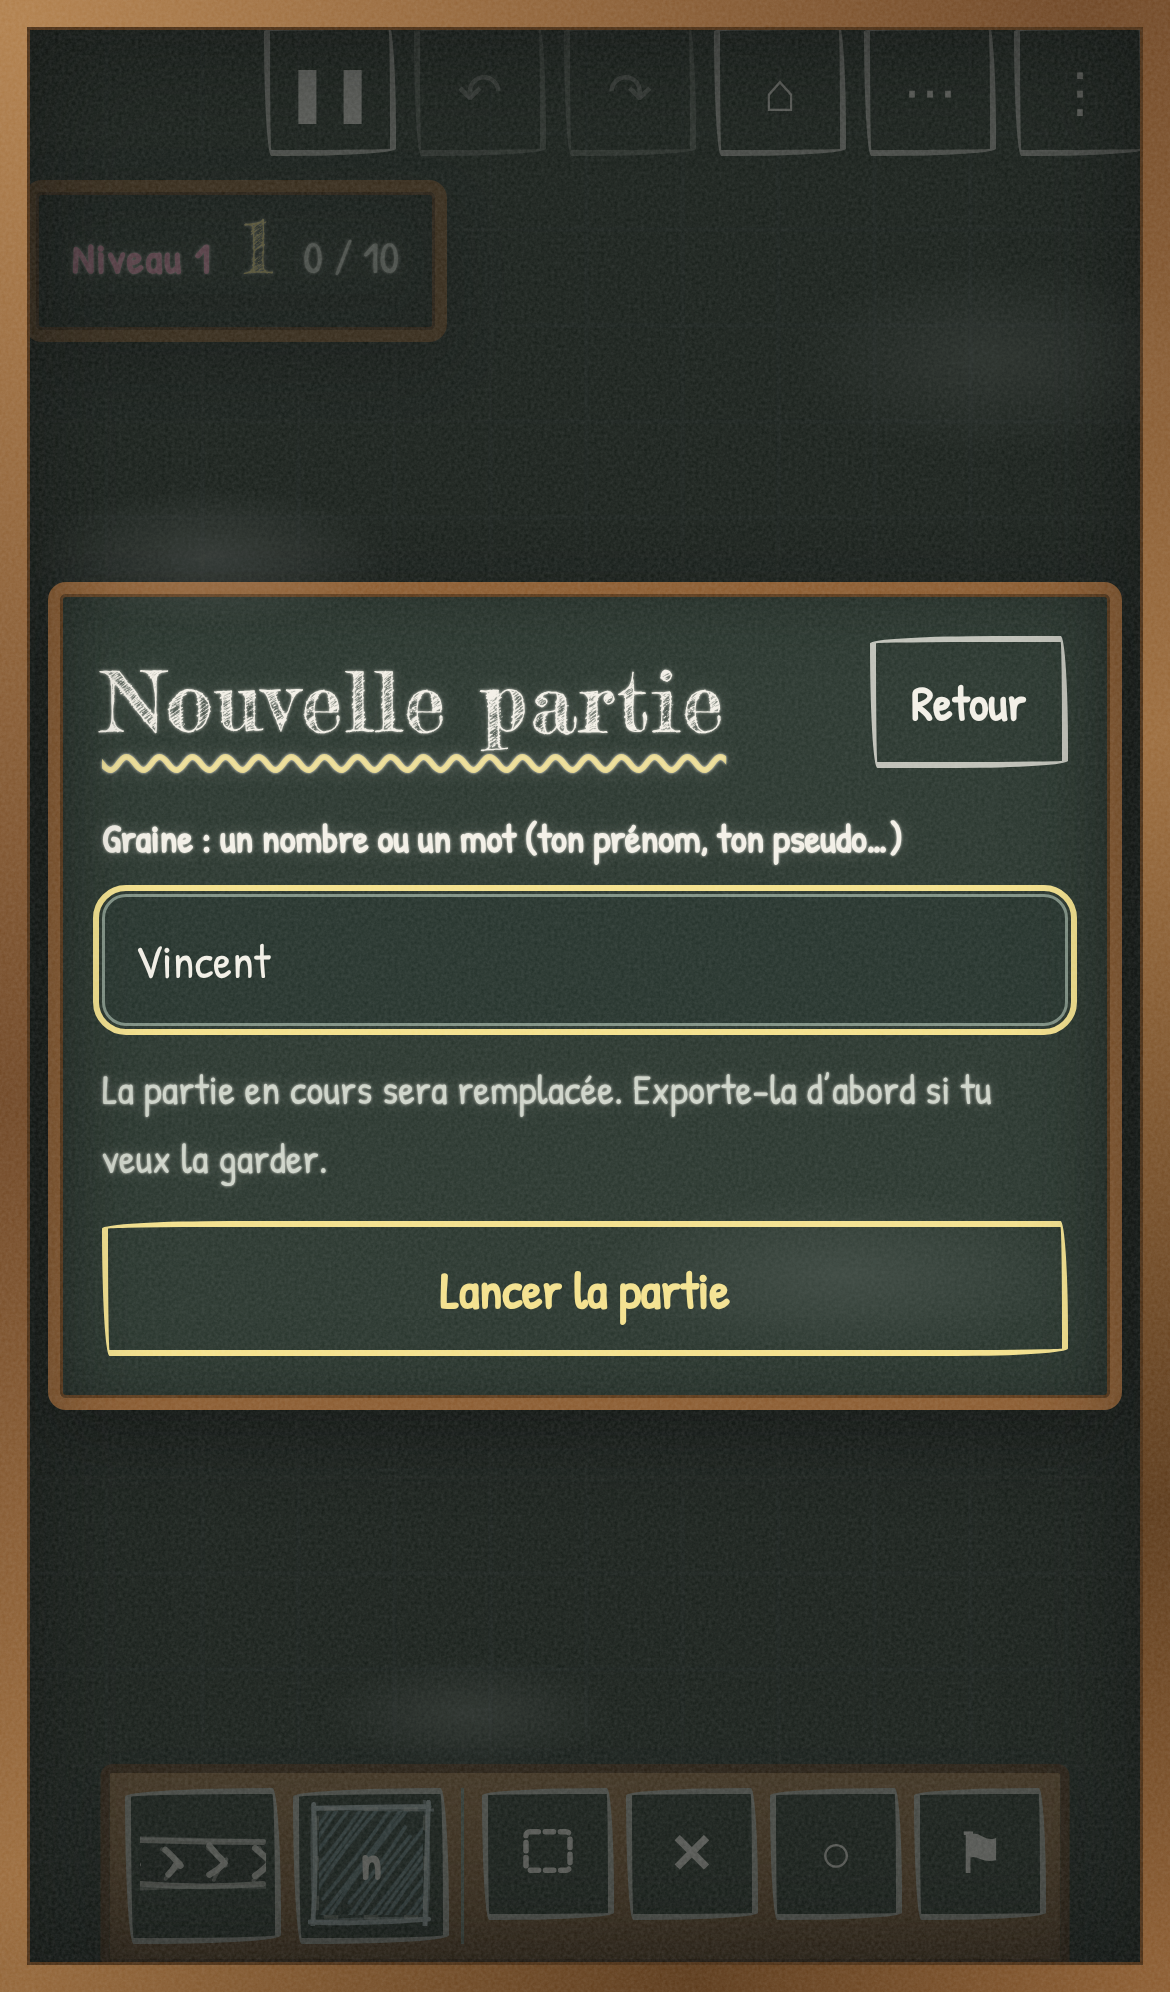 Niveau 1 1 0 / 10
Nouvelle partie
Retour
Graine : un nombre ou un mot (ton prénom, ton pseudo…)
Vincent
La partie en cours sera remplacée. Exporte-la d’abord si tu
veux la garder.
Lancer la partie
n